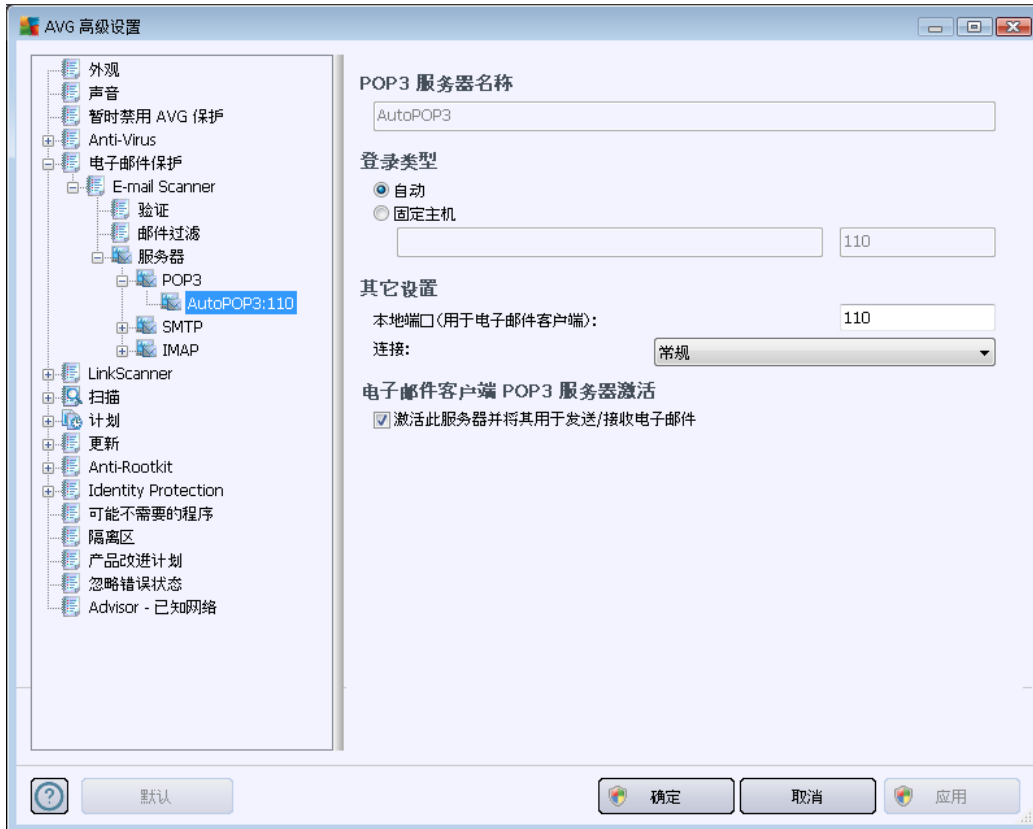 AVG 高级设置
外观
声音
暂时禁用 AVG 保护
Anti-Virus
电子邮件保护
E-mail Scanner
验证
邮件过滤
服务器
POP3
AutoPOP3:110
SMTP
IMAP
LinkScanner
扫描
计划
更新
Anti-Rootkit
Identity Protection
可能不需要的程序
隔离区
产品改进计划
忽略错误状态
Advisor - 已知网络
POP3 服务器名称
AutoPOP3
登录类型
自动
固定主机
110
其它设置
本地端口(用于电子邮件客户端): 110
连接: 常规
电子邮件客户端 POP3 服务器激活
激活此服务器并将其用于发送/接收电子邮件
默认 确定 取消 应用